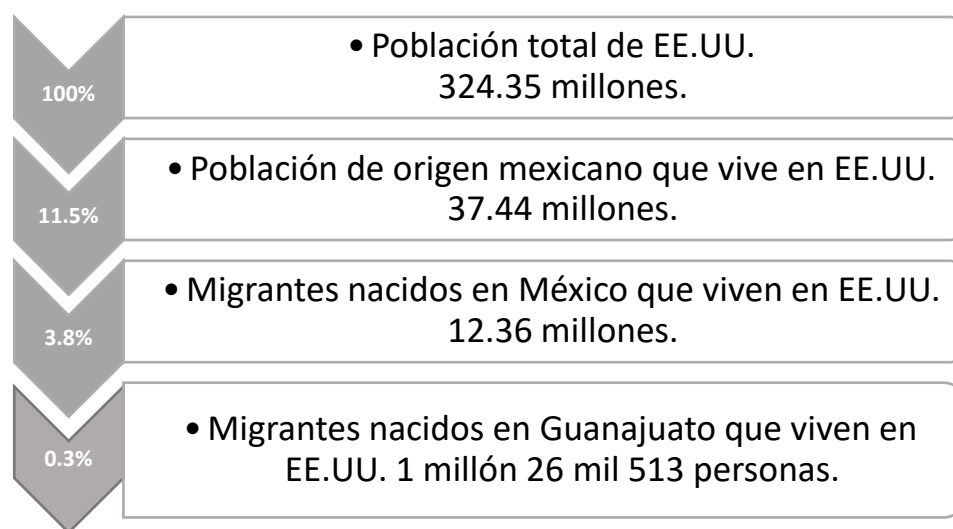 • Población total de EE.UU.
324.35 millones.
100%
• Población de origen mexicano que vive en EE.UU.
37.44 millones.
11.5%
• Migrantes nacidos en México que viven en EE.UU.
12.36 millones.
3.8%
• Migrantes nacidos en Guanajuato que viven en
EE.UU. 1 millón 26 mil 513 personas.
0.3%